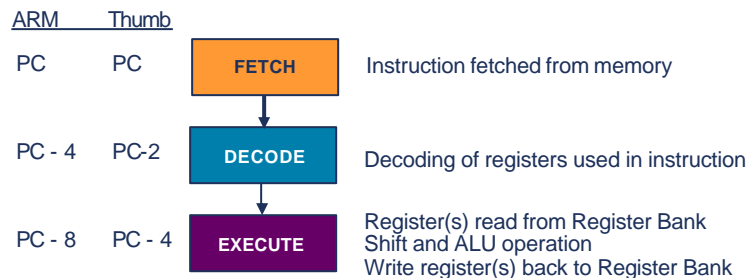 ARM Thumb
PC PC FETCH Instruction fetched from memory
PC - 4 PC-2 DECODE Decoding of registers used in instruction
PC - 8 PC - 4 EXECUTE Register(s) read from Register Bank
Shift and ALU operation
Write register(s) back to Register Bank